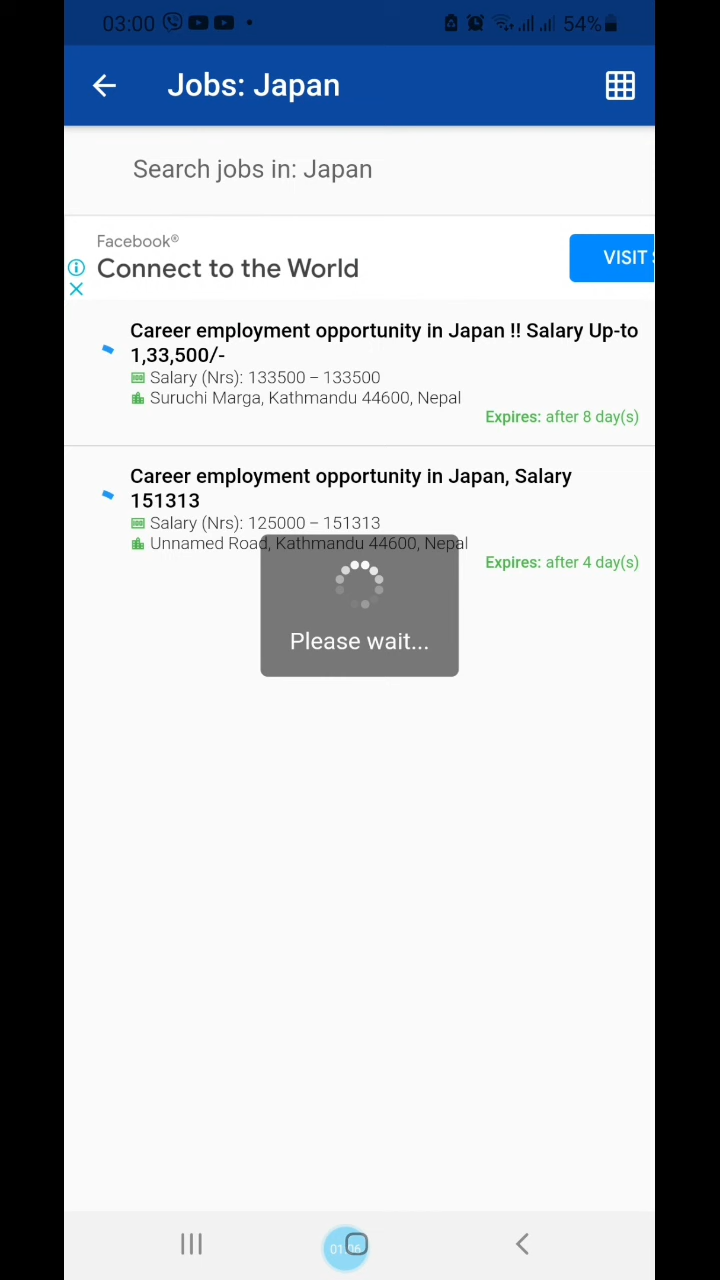 03:00 54%
Jobs: Japan
Search jobs in: Japan
Facebook®
Connect to the World
VISIT
Career employment opportunity in Japan !! Salary Up-to
1,33,500/-
Salary (Nrs): 133500 – 133500
Suruchi Marga, Kathmandu 44600, Nepal
Expires: after 8 day(s)
Career employment opportunity in Japan, Salary
151313
Salary (Nrs): 125000 – 151313
Unnamed Road, Kathmandu 44600, Nepal
Expires: after 4 day(s)
Please wait...
01:06